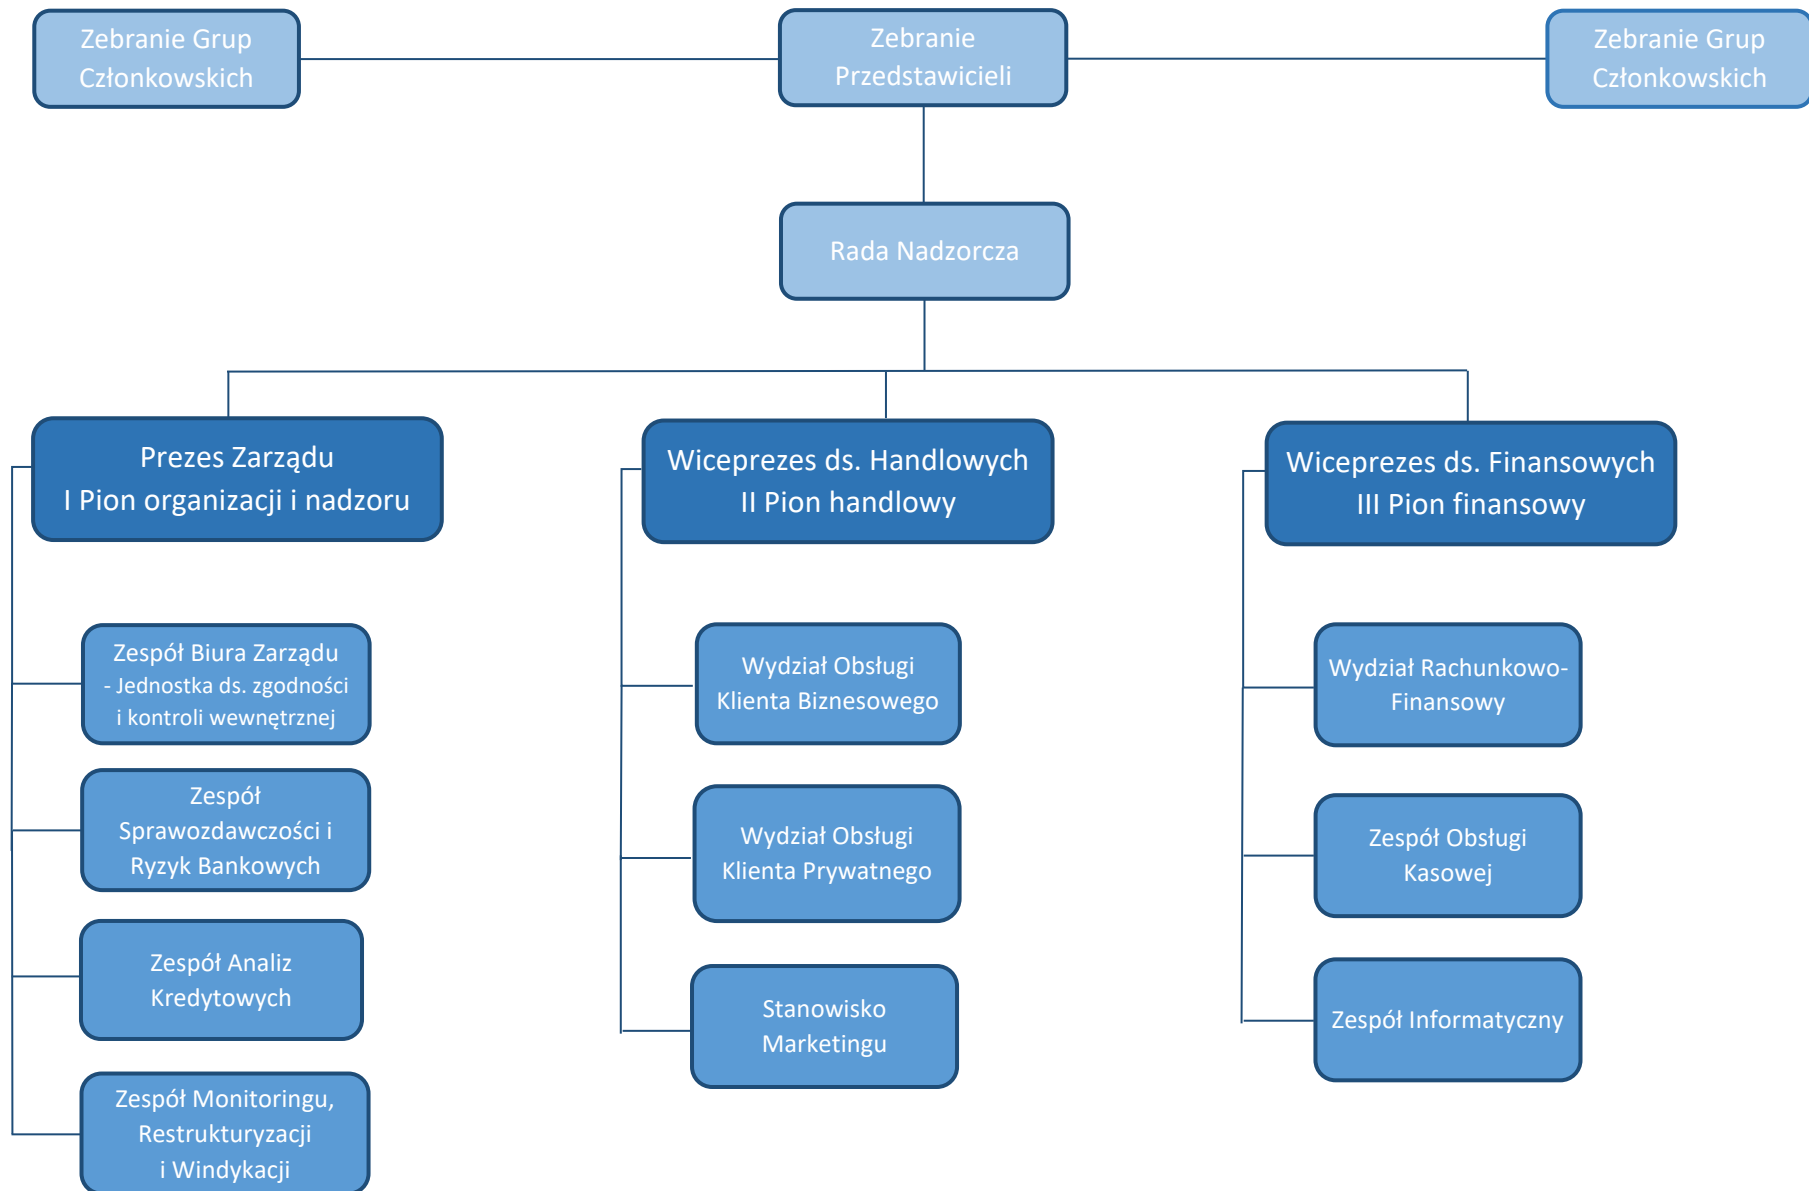 Zebranie Grup
Członkowskich
Zebranie
Przedstawicieli
Zebranie Grup
Członkowskich
Rada Nadzorcza
Prezes Zarządu
I Pion organizacji i nadzoru
Wiceprezes ds. Handlowych
II Pion handlowy
Wiceprezes ds. Finansowych
III Pion finansowy
Zespół Biura Zarządu
- Jednostka ds. zgodności
i kontroli wewnętrznej
Zespół
Sprawozdawczości i
Ryzyk Bankowych
Zespół Analiz
Kredytowych
Zespół Monitoringu,
Restrukturyzacji
i Windykacji
Wydział Obsługi
Klienta Biznesowego
Wydział Obsługi
Klienta Prywatnego
Stanowisko
Marketingu
Wydział Rachunkowo-
Finansowy
Zespół Obsługi
Kasowej
Zespół Informatyczny